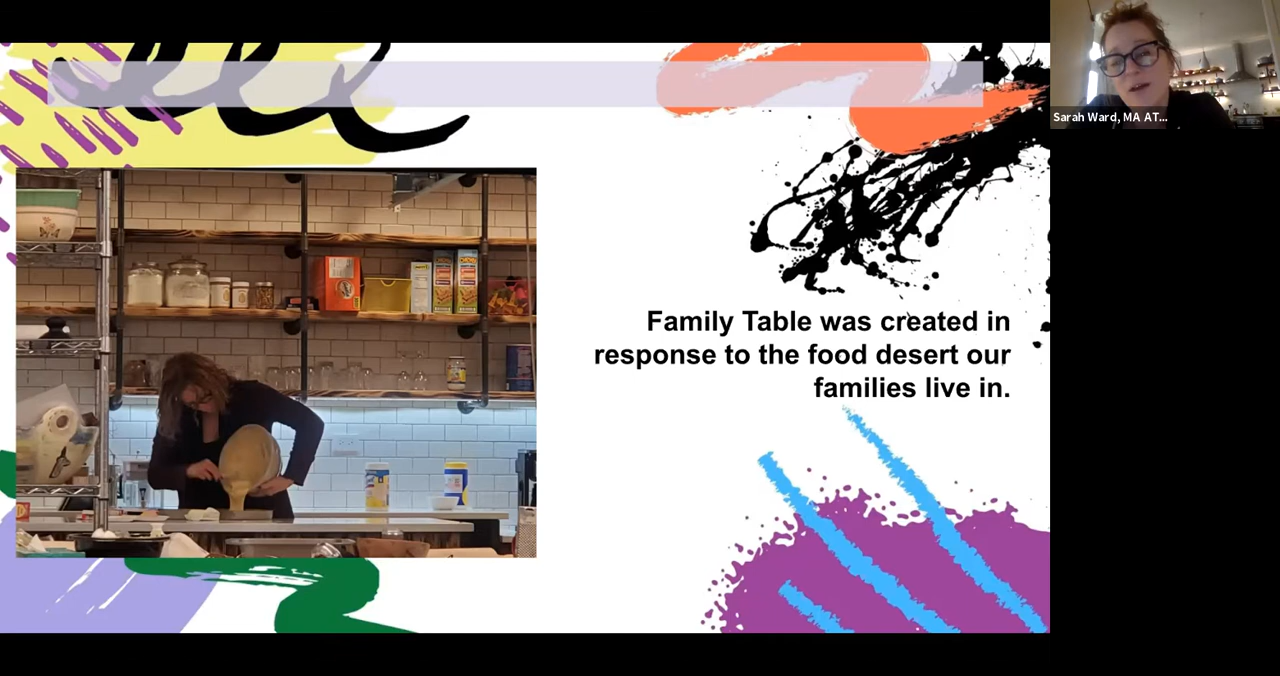 Sarah Ward, MA AT...
Family Table was created in
response to the food desert our
families live in.